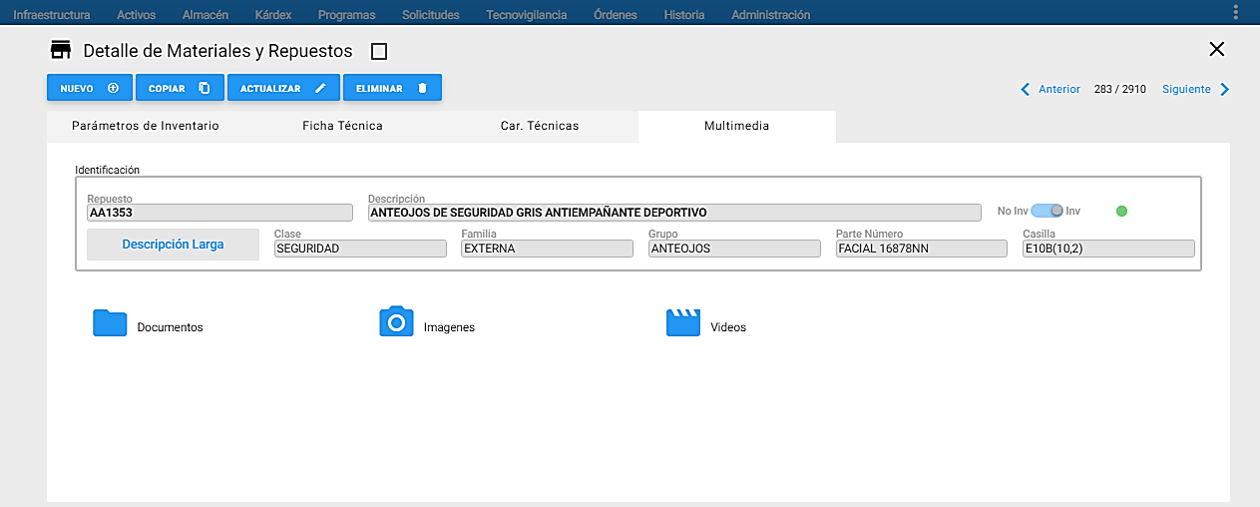 Infraestructura Activos Almacén Kárdex Programas Solicitudes Tecnovigilancia Órdenes Historia Administración
Detalle de Materiales y Repuestos
NUEVO COPIAR ACTUALIZAR ELIMINAR Anterior 283 / 2910 Siguiente
Parámetros de Inventario Ficha Técnica Car. Técnicas Multimedia
Identificación
Repuesto Descripción
AA1353 ANTEOJOS DE SEGURIDAD GRIS ANTIEMPAÑANTE DEPORTIVO No Inv Inv
Clase Familia Grupo Parte Número Casilla
Descripción Larga SEGURIDAD EXTERNA ANTEOJOS FACIAL 16878NN E10B(10,2)
Documentos Imagenes Videos